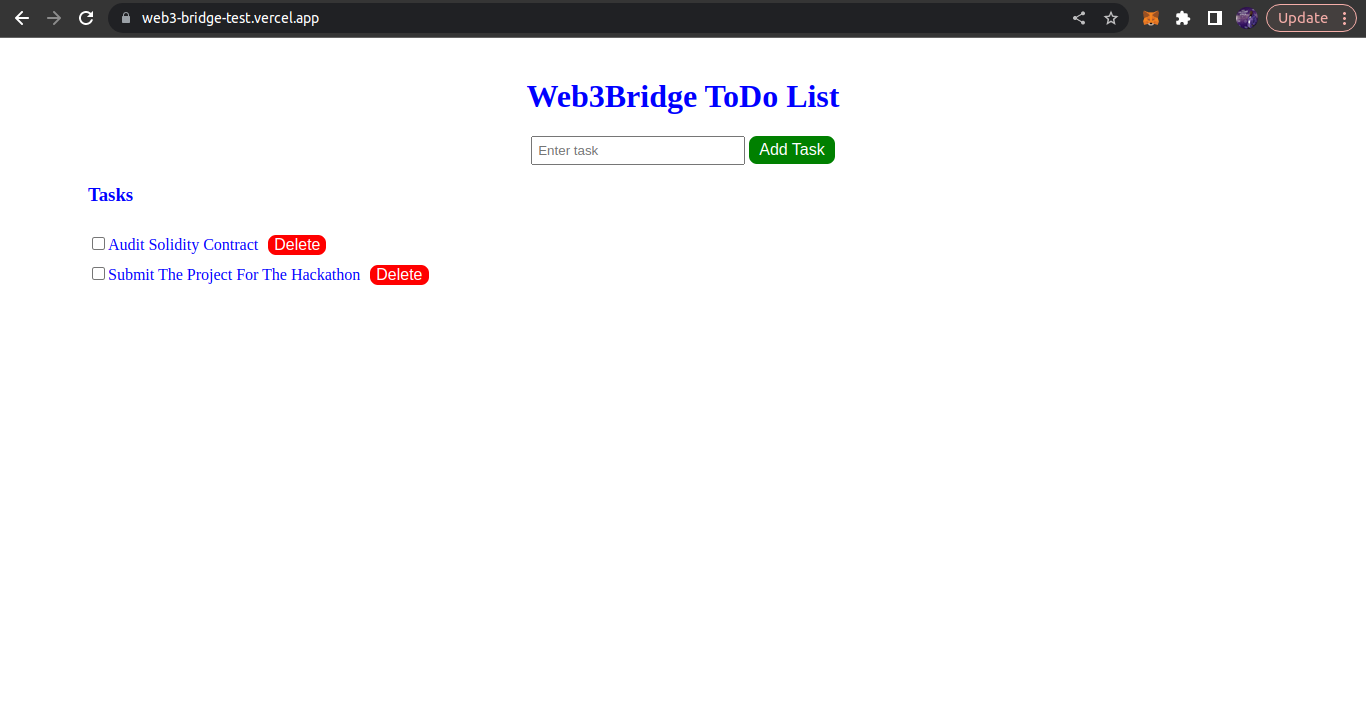 web3-bridge-test.vercel.app
Update
Web3Bridge ToDo List
Enter task Add Task
Tasks
Audit Solidity Contract Delete
Submit The Project For The Hackathon Delete